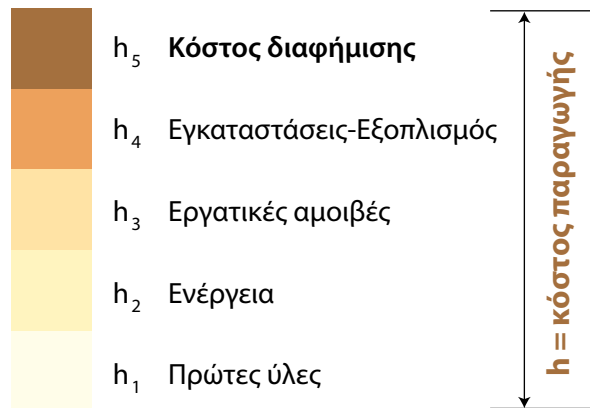 h5 Κόστος διαφήμισης
h4 Εγκαταστάσεις-Εξοπλισμός
h3 Εργατικές αμοιβές
h2 Ενέργεια
h1 Πρώτες ύλες
h = κόστος παραγωγής